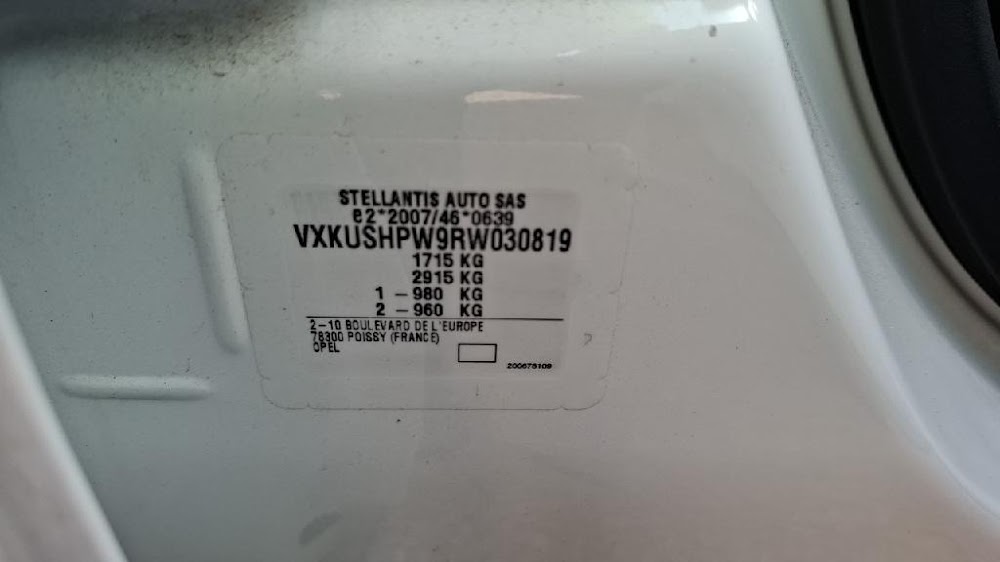 STELLANTIS AUTO SAS
e2*2007/46*0639
VXKUSHPW9RW030819
1715 KG
2915 KG
1 – 980 KG
2 – 960 KG
2–10 BOULEVARD DE L'EUROPE
78300 POISSY (FRANCE)
OPEL
200675109